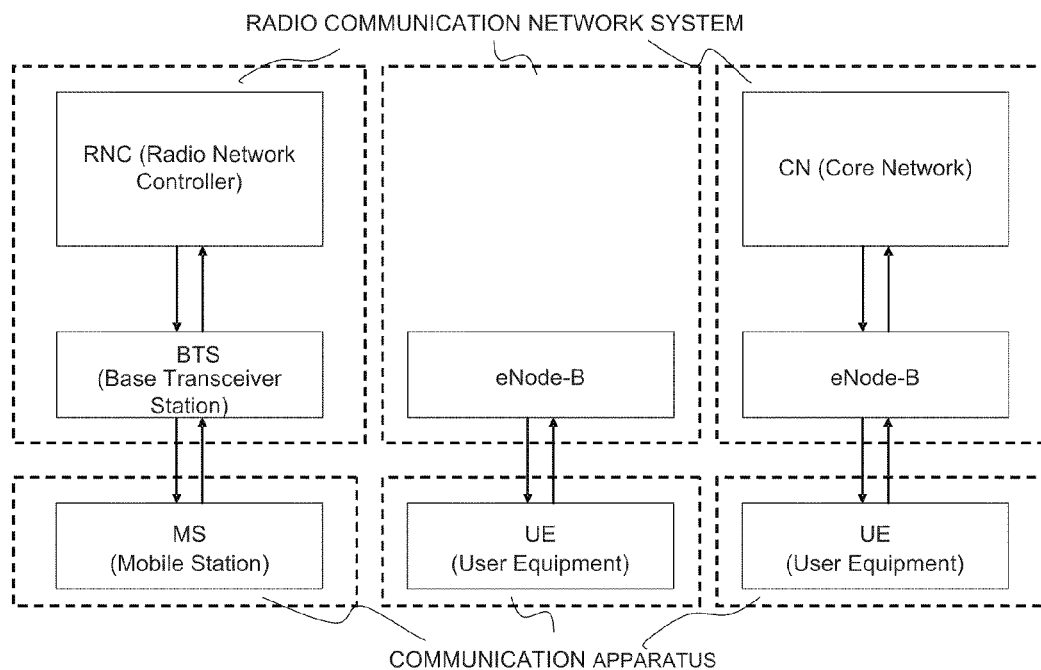 RADIO COMMUNICATION NETWORK SYSTEM
RNC (Radio Network
Controller)
CN (Core Network)
BTS
(Base Transceiver
Station)
eNode-B
eNode-B
MS
(Mobile Station)
UE
(User Equipment)
UE
(User Equipment)
COMMUNICATION APPARATUS